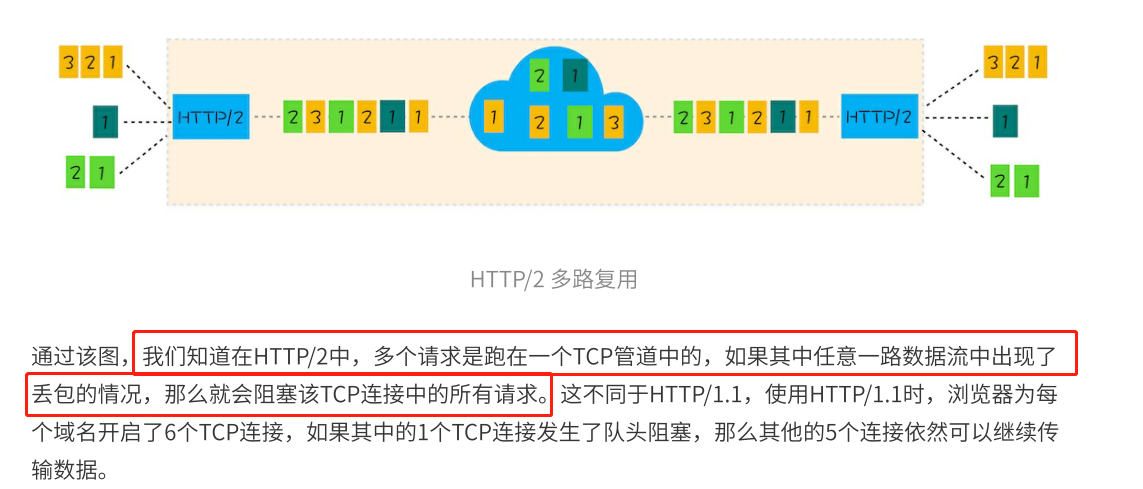 3 2 1
1
2 1
HTTP/2
2 3 1 2 1 1
2 1
1 2 1 3
2 3 1 2 1 1
HTTP/2
3 2 1
1
2 1
HTTP/2 多路复用
通过该图，我们知道在HTTP/2中，多个请求是跑在一个TCP管道中的，如果其中任意一路数据流中出现了
丢包的情况，那么就会阻塞该TCP连接中的所有请求。这不同于HTTP/1.1，使用HTTP/1.1时，浏览器为每
个域名开启了6个TCP连接，如果其中的1个TCP连接发生了队头阻塞，那么其他的5个连接依然可以继续传
输数据。